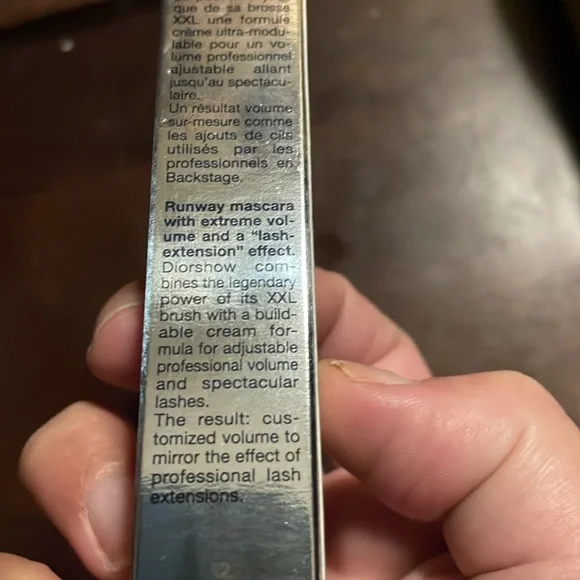 que de sa brosse
XXL une formule
crème ultra-modu-
lable pour un vo-
lume professionnel
ajustable allant
jusqu'au spectacu-
laire.
Un résultat volume
sur-mesure comme
les ajouts de cils
utilisés par les
professionnels en
Backstage.
Runway mascara
with extreme vol-
ume and a "lash-
extension" effect.
Diorshow com-
bines the legendary
power of its XXL
brush with a build-
able cream for-
mula for adjustable
professional volume
and spectacular
lashes.
The result: cus-
tomized volume to
mirror the effect of
professional lash
extensions.